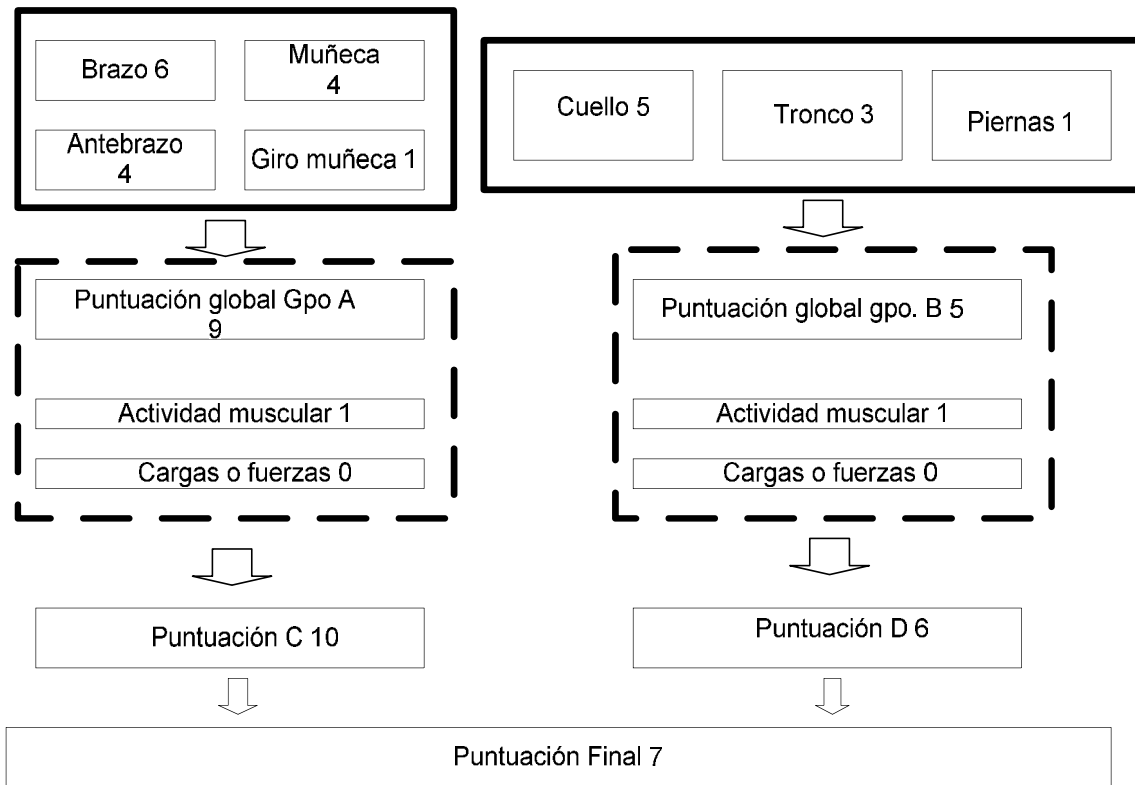 Brazo 6
Muñeca
4
Antebrazo
4
Giro muñeca 1
Cuello 5
Tronco 3
Piernas 1
Puntuación global Gpo A
9
Actividad muscular 1
Cargas o fuerzas 0
Puntuación global gpo. B 5
Actividad muscular 1
Cargas o fuerzas 0
Puntuación C 10
Puntuación D 6
Puntuación Final 7